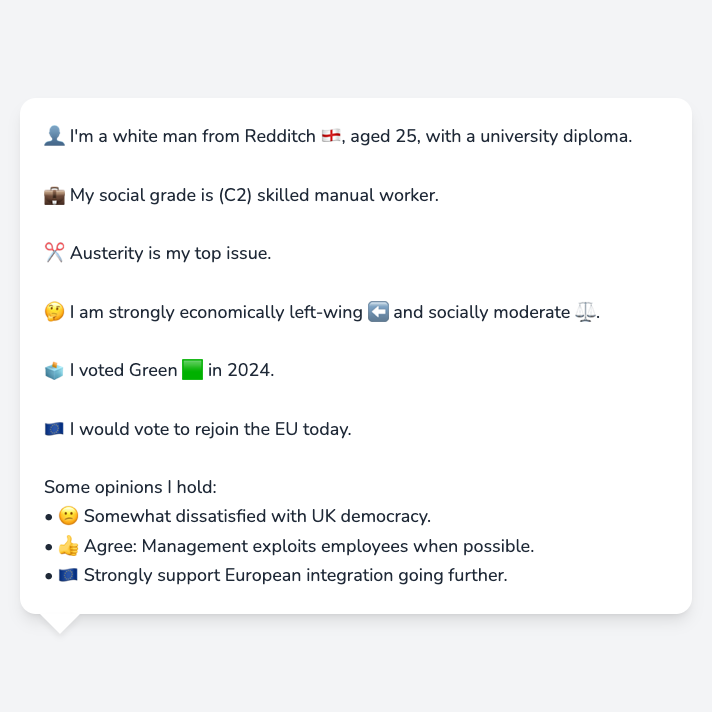 👤 I'm a white man from Redditch 🏴󠁧󠁢󠁥󠁮󠁧󠁿, aged 25, with a university diploma.
💼 My social grade is (C2) skilled manual worker.
✂️ Austerity is my top issue.
🤔 I am strongly economically left-wing ⬅️ and socially moderate ⚖️.
🗳️ I voted Green 🟩 in 2024.
🇪🇺 I would vote to rejoin the EU today.
Some opinions I hold:
• 😕 Somewhat dissatisfied with UK democracy.
• 👍 Agree: Management exploits employees when possible.
• 🇪🇺 Strongly support European integration going further.